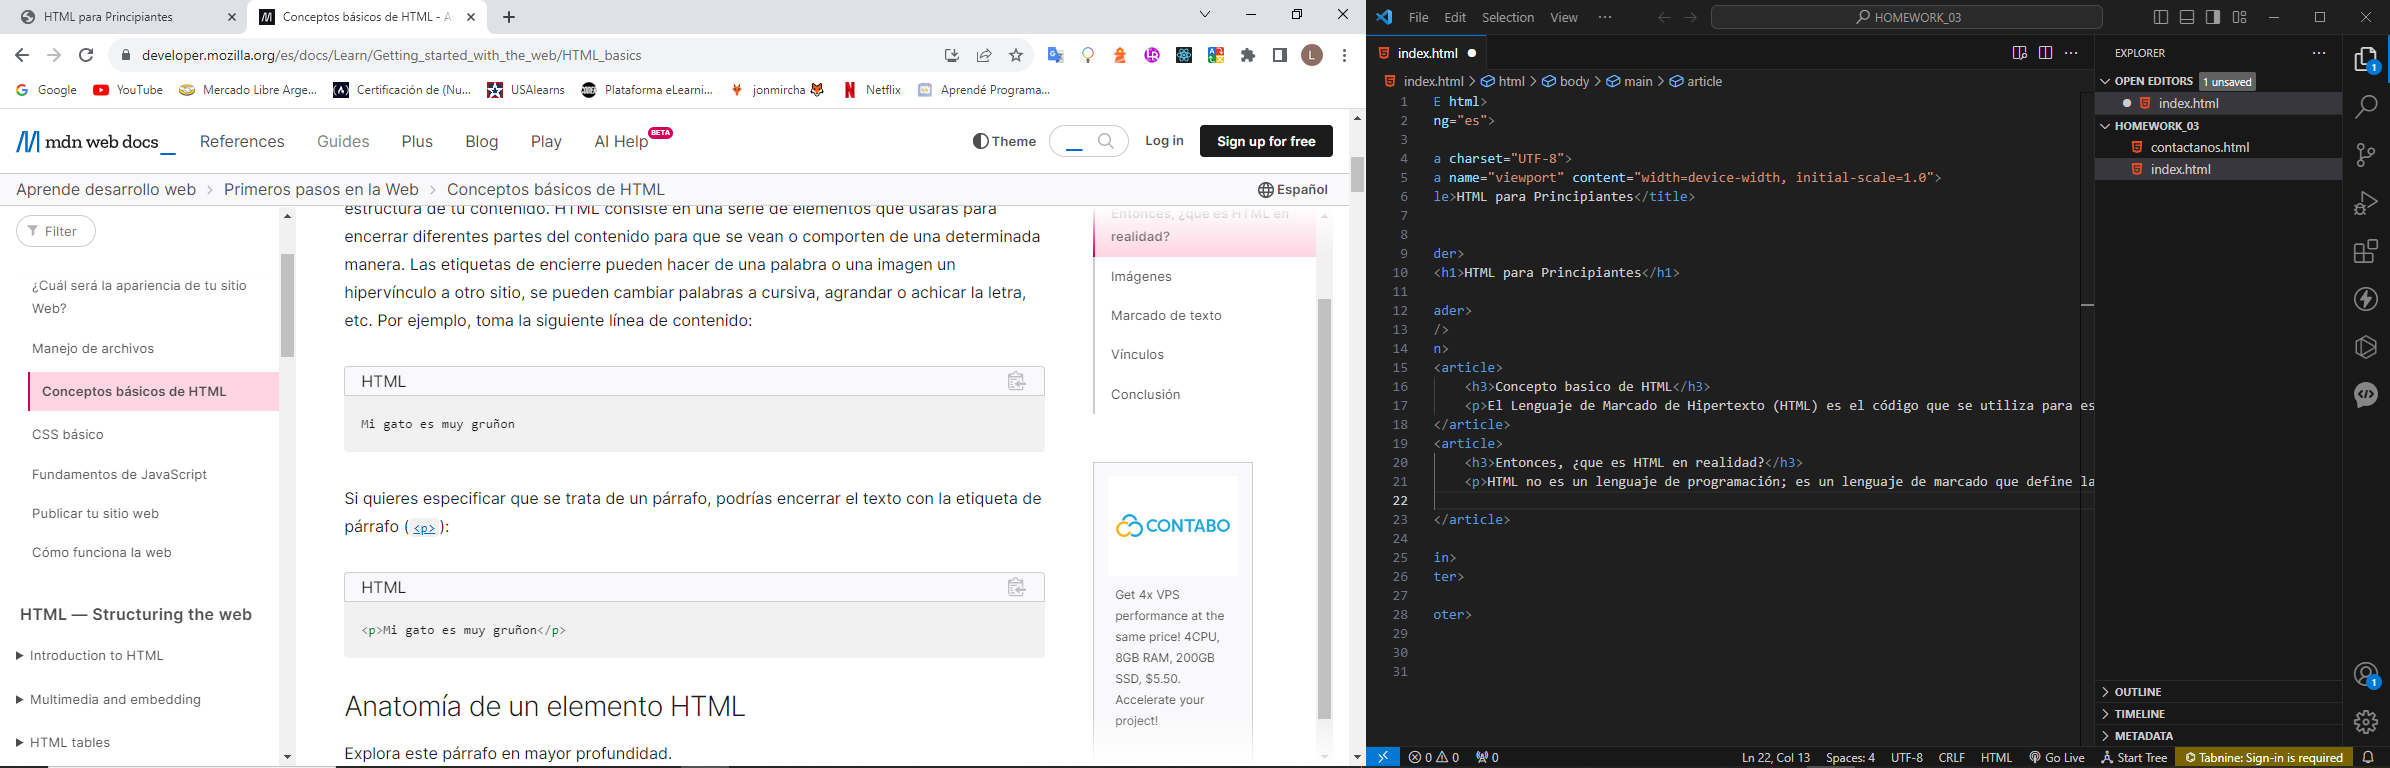 HTML para Principiantes
Conceptos básicos de HTML - A
developer.mozilla.org/es/docs/Learn/Getting_started_with_the_web/HTML_basics
L
Google
YouTube
Mercado Libre Arge...
Certificación de (Nu...
USAlearns
Plataforma eLearni...
jonmircha
Netflix
Aprendé Programa...
mdn web docs
References
Guides
Plus
Blog
Play
AI Help
BETA
Theme
Log in
Sign up for free
Aprende desarrollo web
Primeros pasos en la Web
Conceptos básicos de HTML
Español
Filter
¿Cuál será la apariencia de tu sitio
Web?
Manejo de archivos
Conceptos básicos de HTML
CSS básico
Fundamentos de JavaScript
Publicar tu sitio web
Cómo funciona la web
HTML — Structuring the web
Introduction to HTML
Multimedia and embedding
HTML tables
estructura de tu contenido. HTML consiste en una serie de elementos que usarás para
encerrar diferentes partes del contenido para que se vean o comporten de una determinada
manera. Las etiquetas de encierre pueden hacer de una palabra o una imagen un
hipervínculo a otro sitio, se pueden cambiar palabras a cursiva, agrandar o achicar la letra,
etc. Por ejemplo, toma la siguiente línea de contenido:
HTML
Mi gato es muy gruñon
Si quieres especificar que se trata de un párrafo, podrías encerrar el texto con la etiqueta de
párrafo (<p>):
HTML
<p>Mi gato es muy gruñon</p>
Anatomía de un elemento HTML
Explora este párrafo en mayor profundidad.
Entonces, ¿qué es HTML en
realidad?
Imágenes
Marcado de texto
Vínculos
Conclusión
CONTABO
Get 4x VPS
performance at the
same price! 4CPU,
8GB RAM, 200GB
SSD, $5.50.
Accelerate your
project!
File Edit Selection View ...
HOMEWORK_03
index.html
index.html > html > body > main > article
1 E html>
2 ng="es">
3
4 a charset="UTF-8">
5 a name="viewport" content="width=device-width, initial-scale=1.0">
6 le>HTML para Principiantes</title>
7
8
9 der>
10 <h1>HTML para Principiantes</h1>
11
12 ader>
13 />
14 n>
15 <article>
16 <h3>Concepto basico de HTML</h3>
17 <p>El Lenguaje de Marcado de Hipertexto (HTML) es el código que se utiliza para es
18 </article>
19 <article>
20 <h3>Entonces, ¿que es HTML en realidad?</h3>
21 <p>HTML no es un lenguaje de programación; es un lenguaje de marcado que define la
22
23 </article>
24
25 in>
26 ter>
27
28 oter>
29
30
31
EXPLORER
OPEN EDITORS 1 unsaved
index.html
HOMEWORK_03
contactanos.html
index.html
OUTLINE
TIMELINE
METADATA
1
1
0 0
0
Ln 22, Col 13
Spaces: 4
UTF-8
CRLF
HTML
Go Live
Start Tree
Tabnine: Sign-in is required